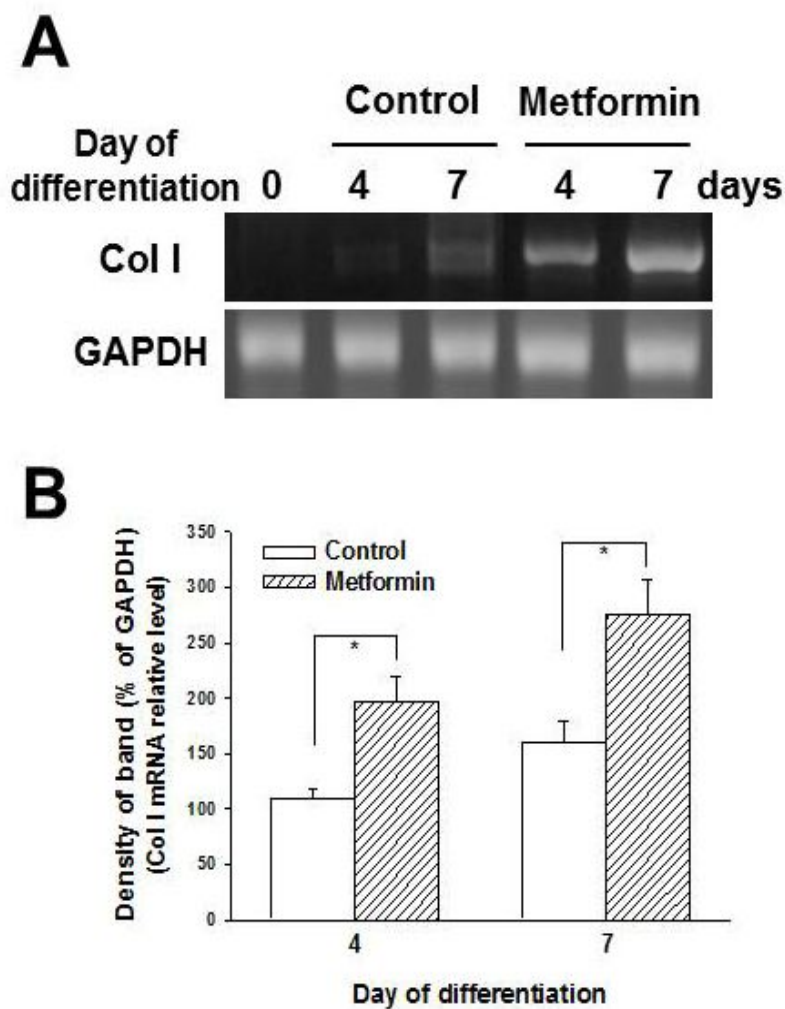 A
Control Metformin
Day of
differentiation 0 4 7 4 7 days
Col I
GAPDH
B
Density of band (% of GAPDH)
(Col I mRNA relative level)
350
300
250
200
150
100
50
0
Control
Metformin
*
*
4 7
Day of differentiation